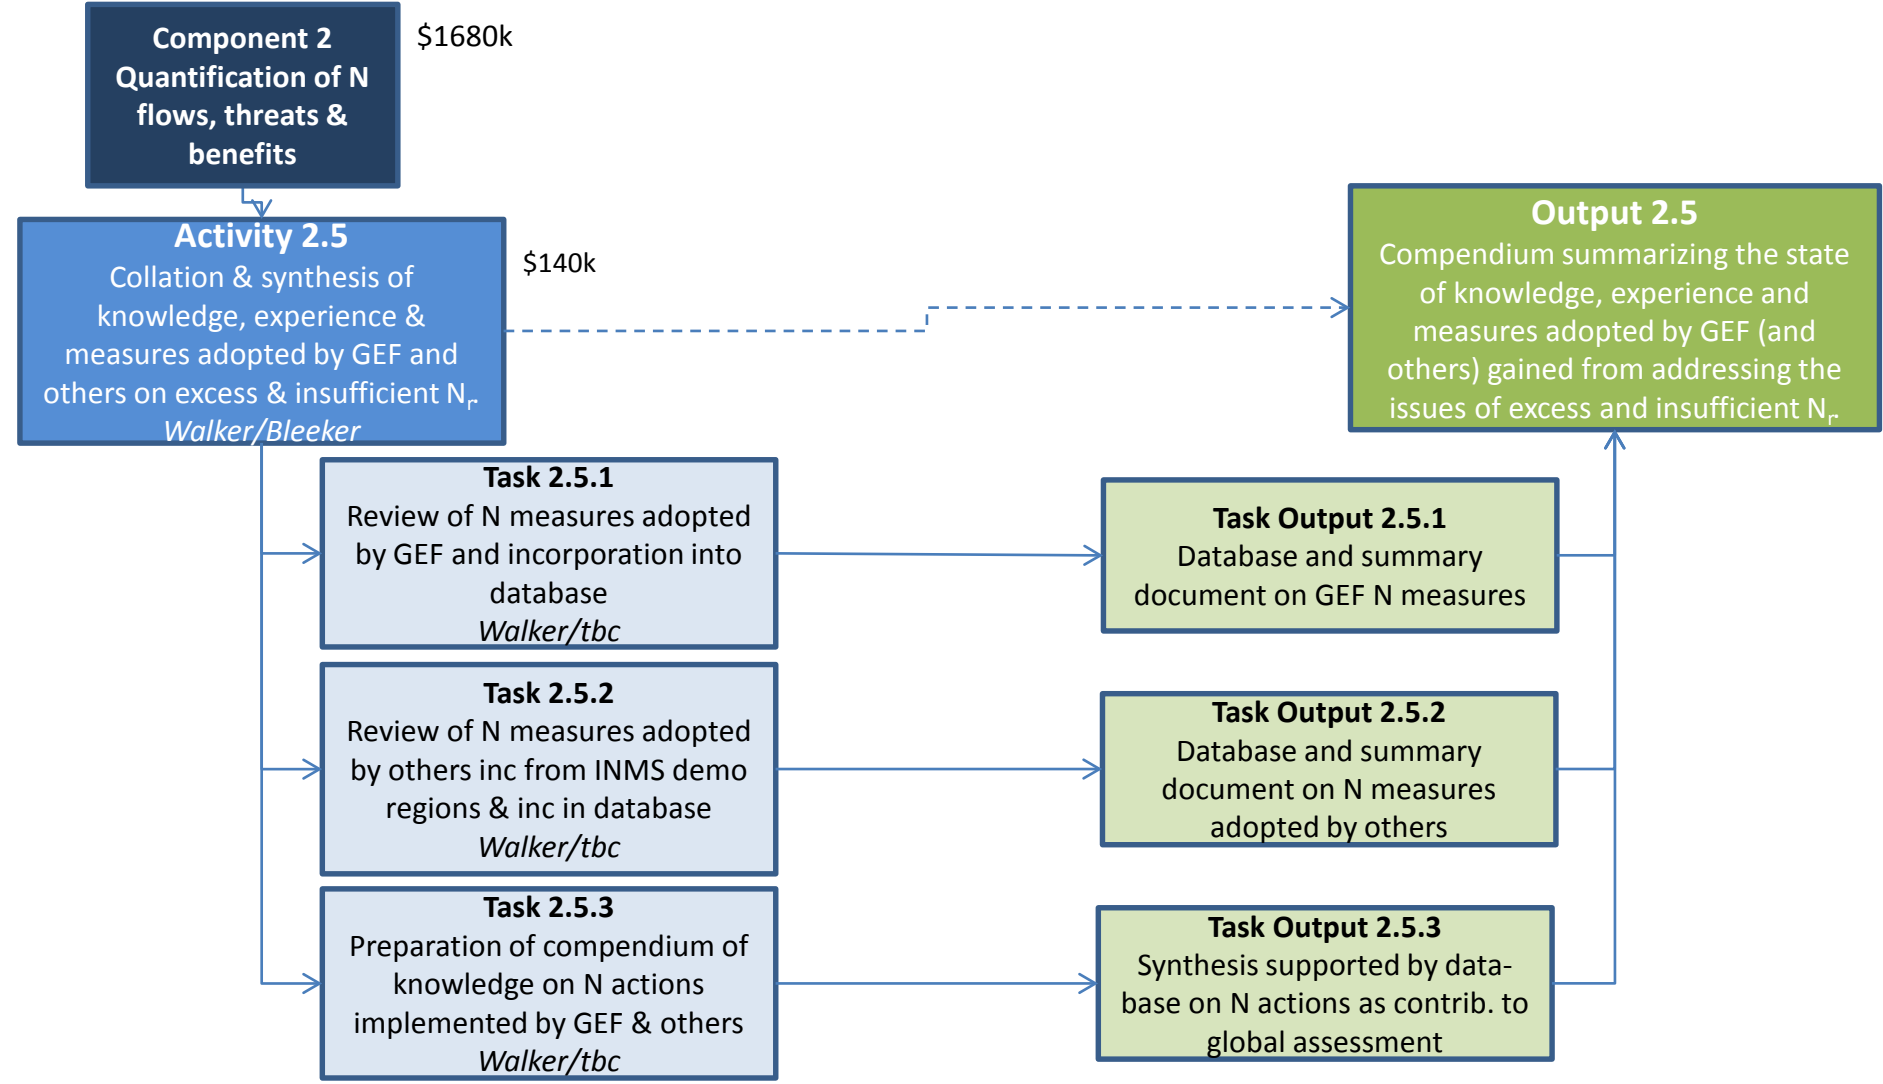 Component 2
Quantification of N
flows, threats &
benefits
$1680k
Activity 2.5
Collation & synthesis of
knowledge, experience &
measures adopted by GEF and
others on excess & insufficient Nr.
Walker/Bleeker
$140k
Output 2.5
Compendium summarizing the state
of knowledge, experience and
measures adopted by GEF (and
others) gained from addressing the
issues of excess and insufficient Nr.
Task 2.5.1
Review of N measures adopted
by GEF and incorporation into
database
Walker/tbc
Task Output 2.5.1
Database and summary
document on GEF N measures
Task 2.5.2
Review of N measures adopted
by others inc from INMS demo
regions & inc in database
Walker/tbc
Task Output 2.5.2
Database and summary
document on N measures
adopted by others
Task 2.5.3
Preparation of compendium of
knowledge on N actions
implemented by GEF & others
Walker/tbc
Task Output 2.5.3
Synthesis supported by data-
base on N actions as contrib. to
global assessment